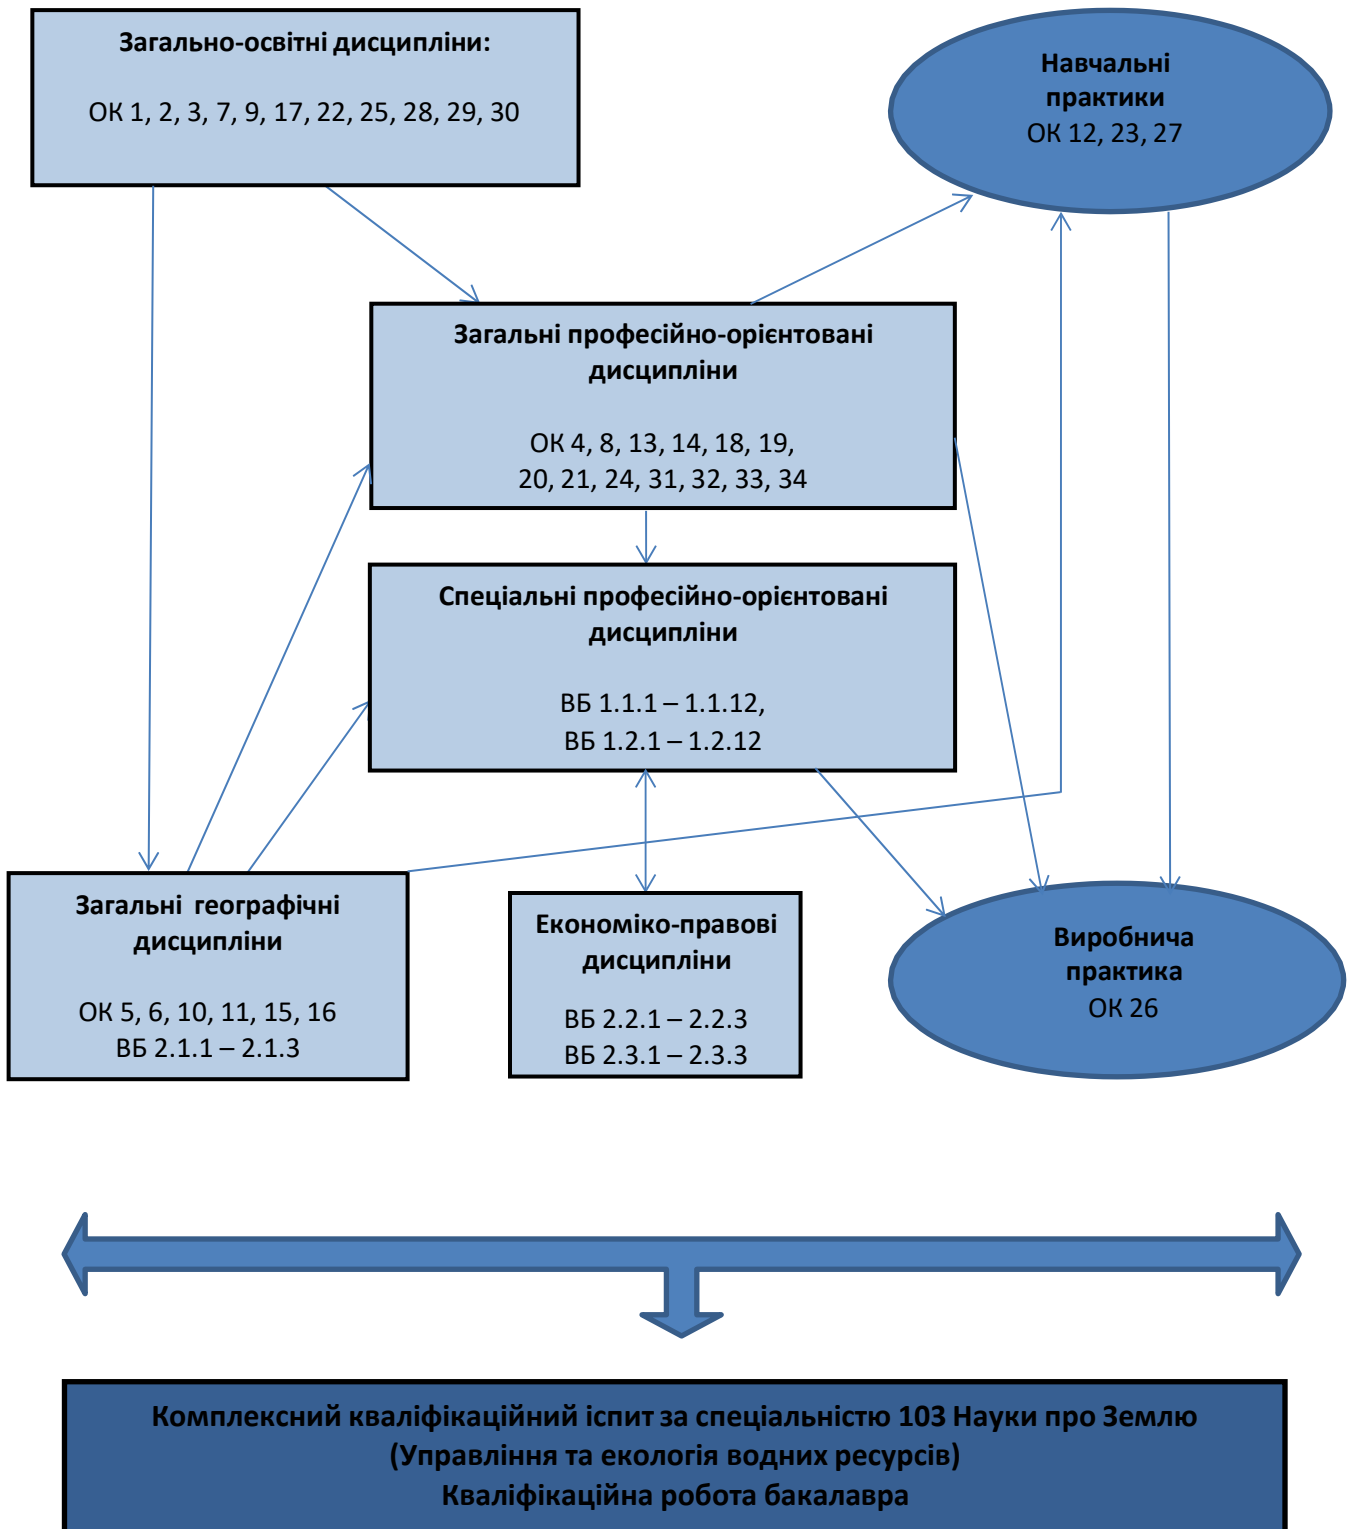 Загально-освітні дисципліни:
ОК 1, 2, 3, 7, 9, 17, 22, 25, 28, 29, 30
Навчальні
практики
ОК 12, 23, 27
Загальні професійно-орієнтовані
дисципліни
ОК 4, 8, 13, 14, 18, 19,
20, 21, 24, 31, 32, 33, 34
Спеціальні професійно-орієнтовані
дисципліни
ВБ 1.1.1 – 1.1.12,
ВБ 1.2.1 – 1.2.12
Загальні географічні
дисципліни
ОК 5, 6, 10, 11, 15, 16
ВБ 2.1.1 – 2.1.3
Економіко-правові
дисципліни
ВБ 2.2.1 – 2.2.3
ВБ 2.3.1 – 2.3.3
Виробнича
практика
ОК 26
Комплексний кваліфікаційний іспит за спеціальністю 103 Науки про Землю
(Управління та екологія водних ресурсів)
Кваліфікаційна робота бакалавра